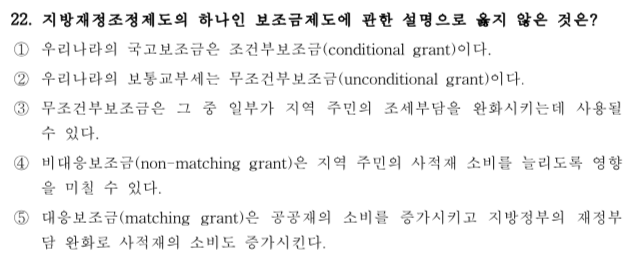 22. 지방재정조정제도의 하나인 보조금제도에 관한 설명으로 옳지 않은 것은?
① 우리나라의 국고보조금은 조건부보조금(conditional grant)이다.
② 우리나라의 보통교부세는 무조건부보조금(unconditional grant)이다.
③ 무조건부보조금은 그 중 일부가 지역 주민의 조세부담을 완화시키는데 사용될
수 있다.
④ 비대응보조금(non-matching grant)은 지역 주민의 사적재 소비를 늘리도록 영향
을 미칠 수 있다.
⑤ 대응보조금(matching grant)은 공공재의 소비를 증가시키고 지방정부의 재정부
담 완화로 사적재의 소비도 증가시킨다.